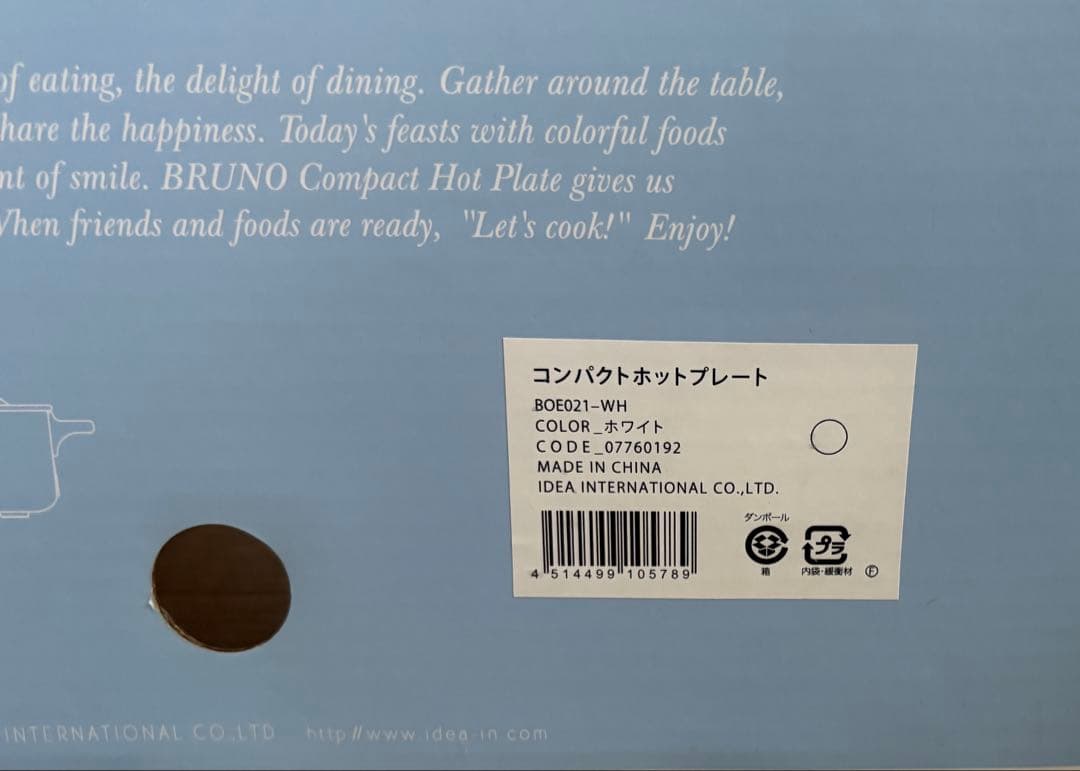 of eating, the delight of dining. Gather around the table,
hare the happiness. Today's feasts with colorful foods
nt of smile. BRUNO Compact Hot Plate gives us
When friends and foods are ready, "Let's cook!" Enjoy!
コンパクトホットプレート
BOE021-WH
COLOR_ホワイト
CODE_07760192
MADE IN CHINA
IDEA INTERNATIONAL CO.,LTD.
4 514499 105789
ダンボール
箱
プラ
内袋・緩衝材
F
INTERNATIONAL CO.,LTD http://www.idea-in.com